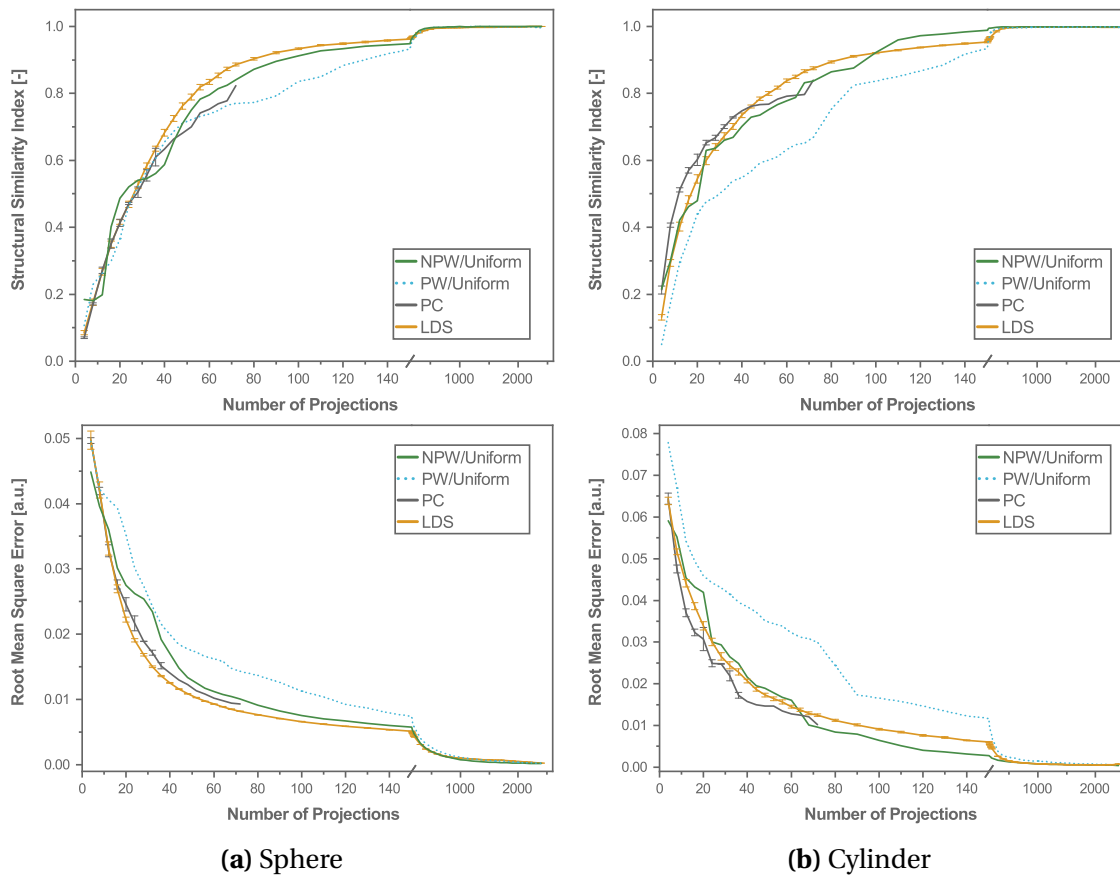 1.0
0.8
0.6
0.4
0.2
0.0
Structural Similarity Index [-]
NPW/Uniform
PW/Uniform
PC
LDS
0 20 40 60 80 100 120 140 1000 2000
Number of Projections
1.0
0.8
0.6
0.4
0.2
0.0
Structural Similarity Index [-]
NPW/Uniform
PW/Uniform
PC
LDS
0 20 40 60 80 100 120 140 1000 2000
Number of Projections
0.05
0.04
0.03
0.02
0.01
0.00
Root Mean Square Error [a.u.]
NPW/Uniform
PW/Uniform
PC
LDS
0 20 40 60 80 100 120 140 1000 2000
Number of Projections
0.08
0.07
0.06
0.05
0.04
0.03
0.02
0.01
0.00
Root Mean Square Error [a.u.]
NPW/Uniform
PW/Uniform
PC
LDS
0 20 40 60 80 100 120 140 1000 2000
Number of Projections
(a) Sphere
(b) Cylinder